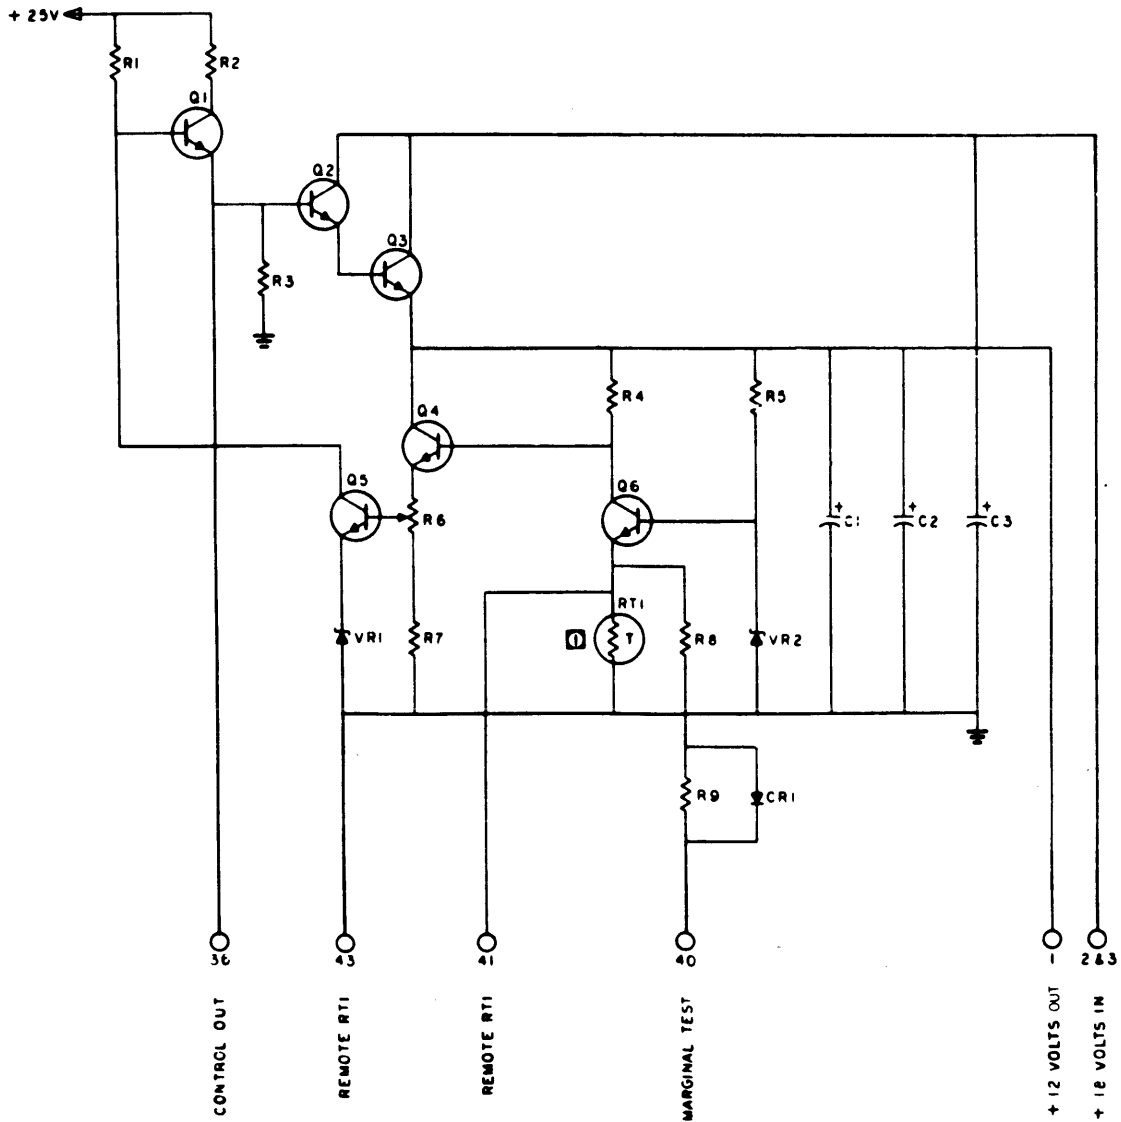 + 25V
R1
R2
Q1
Q2
Q3
R3
R4
R5
Q4
Q5
Q6
R6
+
C1
+
C2
+
C3
RT1
1
T
VR1
R7
R8
VR2
R9
CR1
36
43
41
40
1
2 & 3
CONTROL OUT
REMOTE RT1
REMOTE RT1
MARGINAL TEST
+ 12 VOLTS OUT
+ 18 VOLTS IN